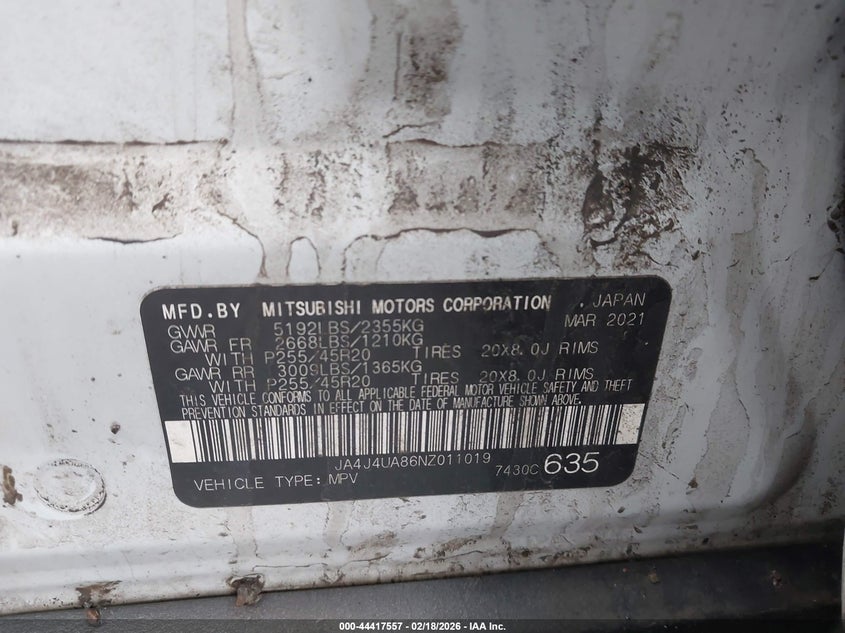 MFD.BY MITSUBISHI MOTORS CORPORATION , JAPAN
GVWR 5192LBS/2355KG MAR 2021
GAWR FR 2668LBS/1210KG
WITH P255/45R20 TIRES 20X8.0J RIMS
GAWR RR 3009LBS/1365KG
WITH P255/45R20 TIRES 20X8.0J RIMS
THIS VEHICLE CONFORMS TO ALL APPLICABLE FEDERAL MOTOR VEHICLE SAFETY AND THEFT
PREVENTION STANDARDS IN EFFECT ON THE DATE OF MANUFACTURE SHOWN ABOVE.
JA4J4UA86NZ011019
VEHICLE TYPE:MPV 7430C 635
000-44417557 - 02/18/2026 - IAA Inc.